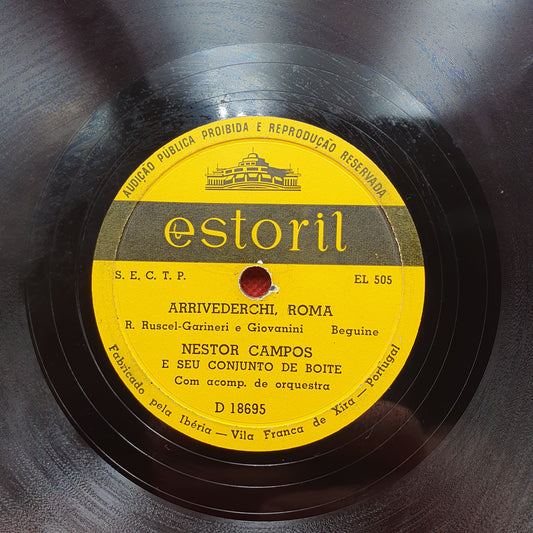 AUDIÇÃO PÚBLICA PROIBIDA E REPRODUÇÃO RESERVADA
estoril
S. E. C. T. P. EL 505
ARRIVEDERCHI, ROMA
R. Ruscel-Garineri e Giovanini Beguine
NESTOR CAMPOS
E SEU CONJUNTO DE BOITE
Com acomp. de orquestra
D 18695
Fabricado pela Ibéria — Vila Franca de Xira — Portugal